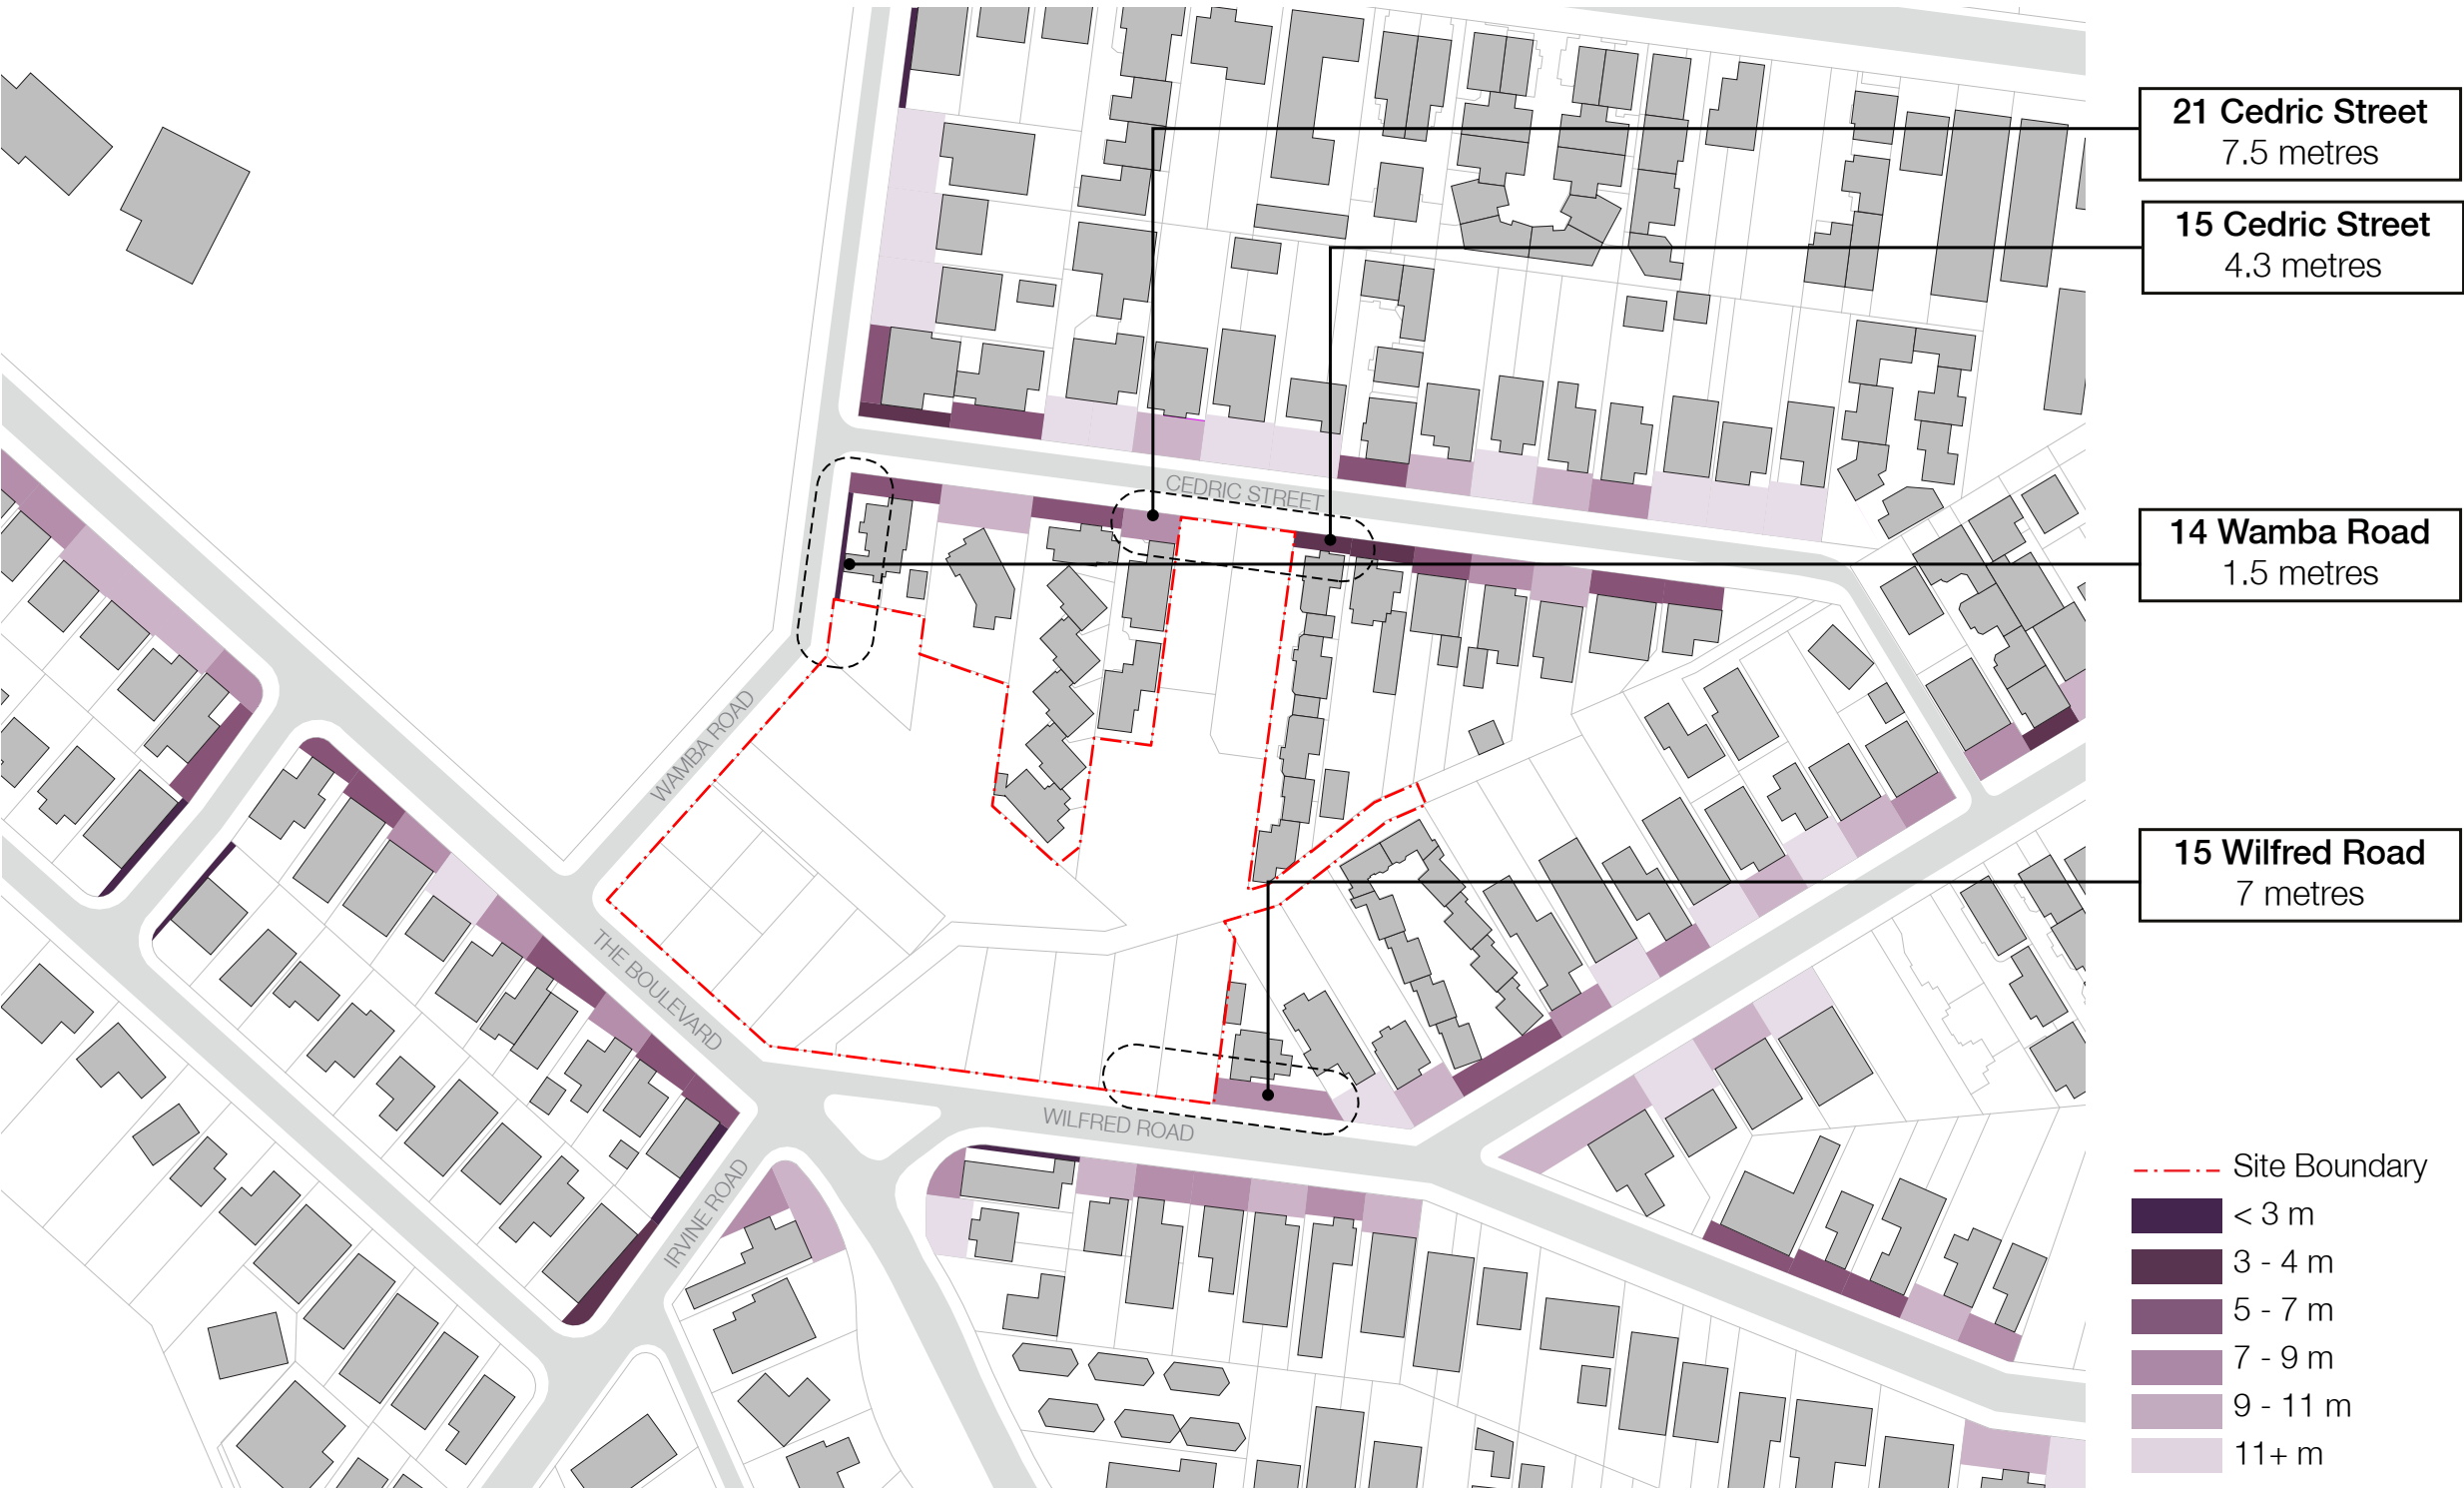 21 Cedric Street
7.5 metres
15 Cedric Street
4.3 metres
CEDRIC STREET
14 Wamba Road
1.5 metres
WAMBA ROAD
15 Wilfred Road
7 metres
THE BOULEVARD
WILFRED ROAD
IRVINE ROAD
Site Boundary
< 3 m
3 - 4 m
5 - 7 m
7 - 9 m
9 - 11 m
11+ m